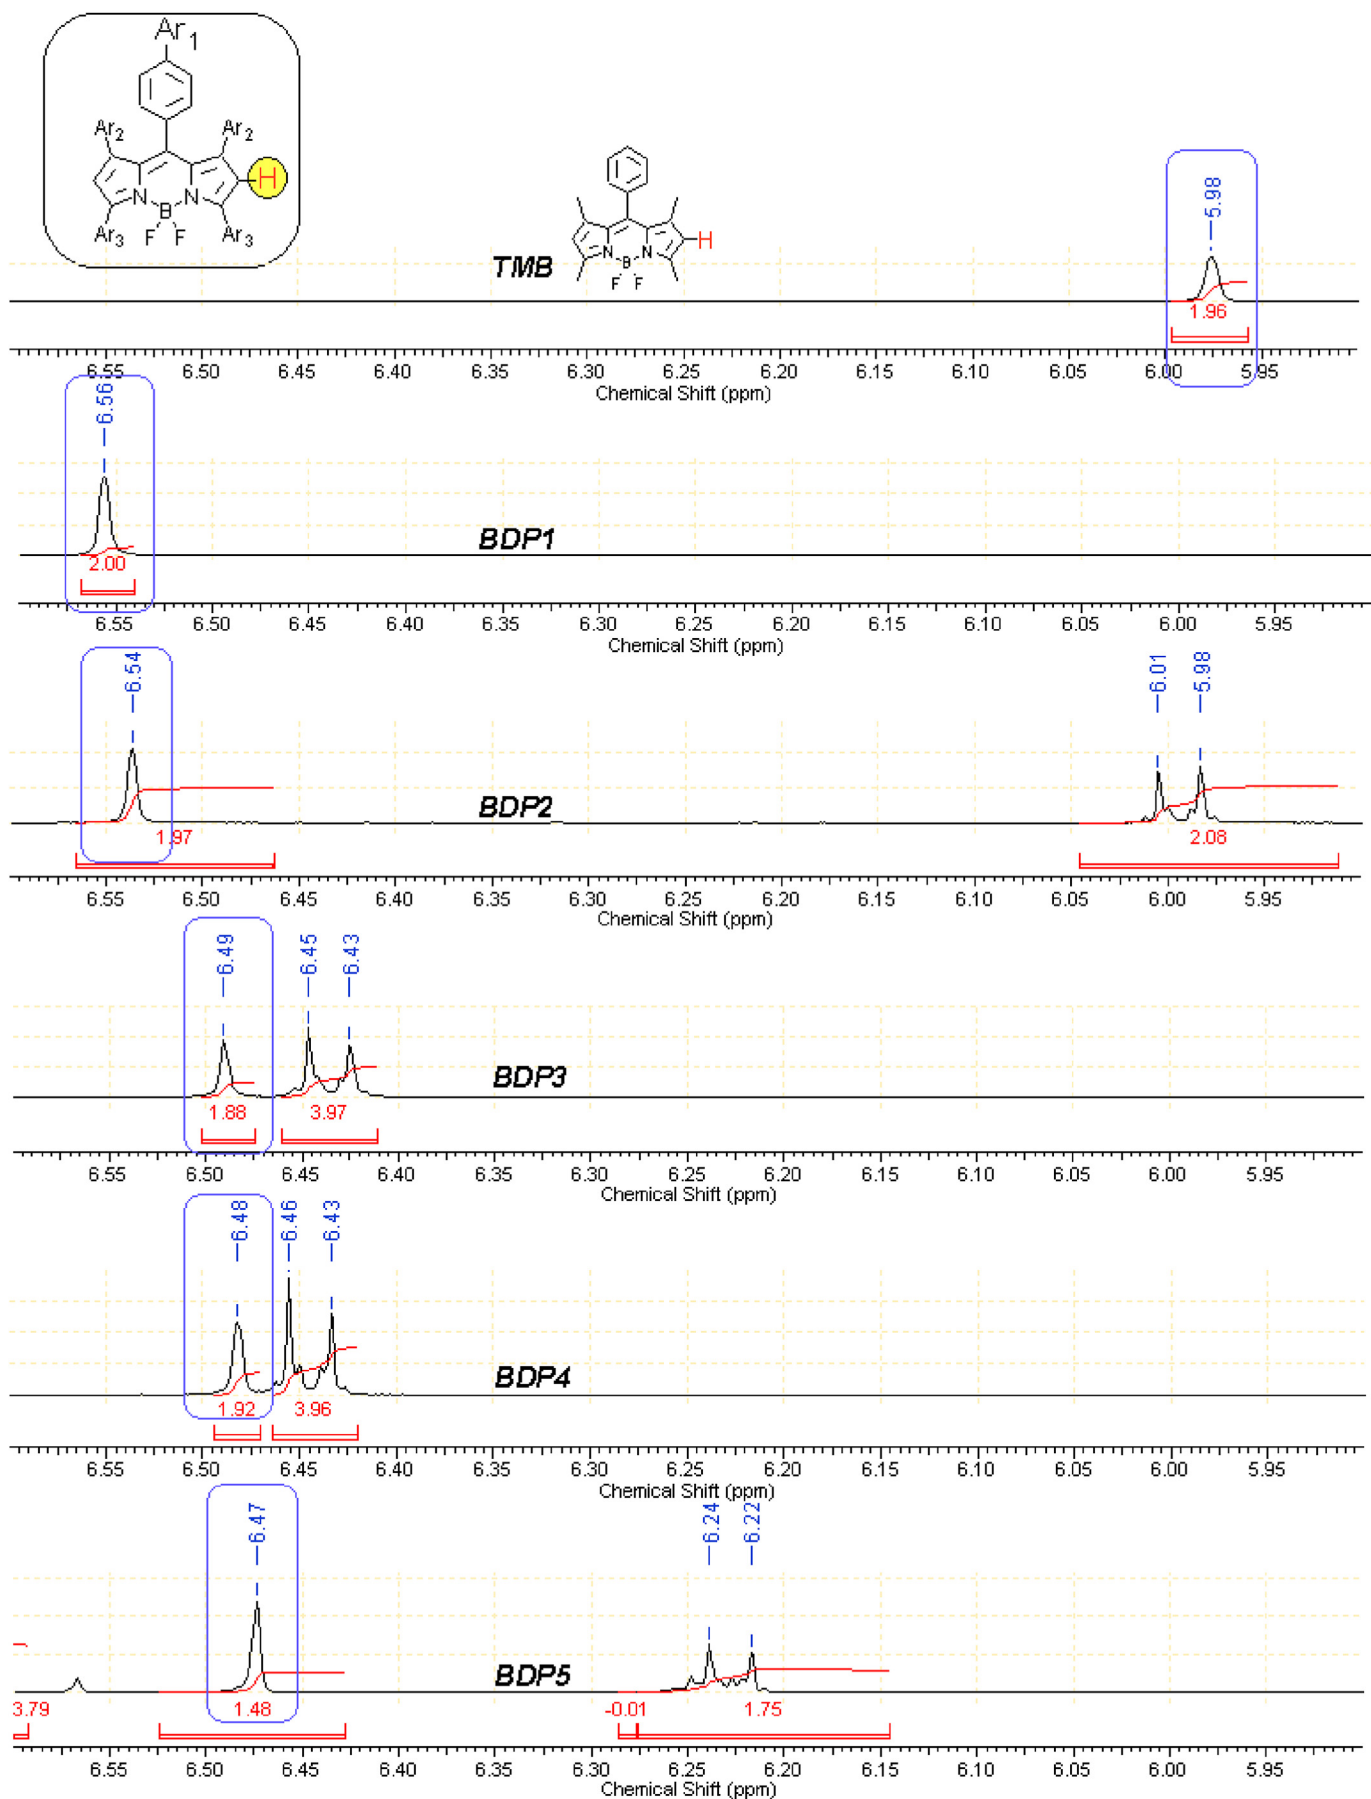 Ar1
Ar2 Ar2
H
N N
B
Ar3 F F Ar3
TMB
N N
B
F F
H
5.98
1.96
6.55 6.50 6.45 6.40 6.35 6.30 6.25 6.20 6.15 6.10 6.05 6.00 5.95
Chemical Shift (ppm)
6.56
BDP1
2.00
6.55 6.50 6.45 6.40 6.35 6.30 6.25 6.20 6.15 6.10 6.05 6.00 5.95
Chemical Shift (ppm)
6.54 6.01 5.98
BDP2
1.97 2.08
6.55 6.50 6.45 6.40 6.35 6.30 6.25 6.20 6.15 6.10 6.05 6.00 5.95
Chemical Shift (ppm)
6.49 6.45 6.43
BDP3
1.88 3.97
6.55 6.50 6.45 6.40 6.35 6.30 6.25 6.20 6.15 6.10 6.05 6.00 5.95
Chemical Shift (ppm)
6.48 6.46 6.43
BDP4
1.92 3.96
6.55 6.50 6.45 6.40 6.35 6.30 6.25 6.20 6.15 6.10 6.05 6.00 5.95
Chemical Shift (ppm)
6.47 6.24 6.22
BDP5
3.79 1.48 -0.01 1.75
6.55 6.50 6.45 6.40 6.35 6.30 6.25 6.20 6.15 6.10 6.05 6.00 5.95
Chemical Shift (ppm)